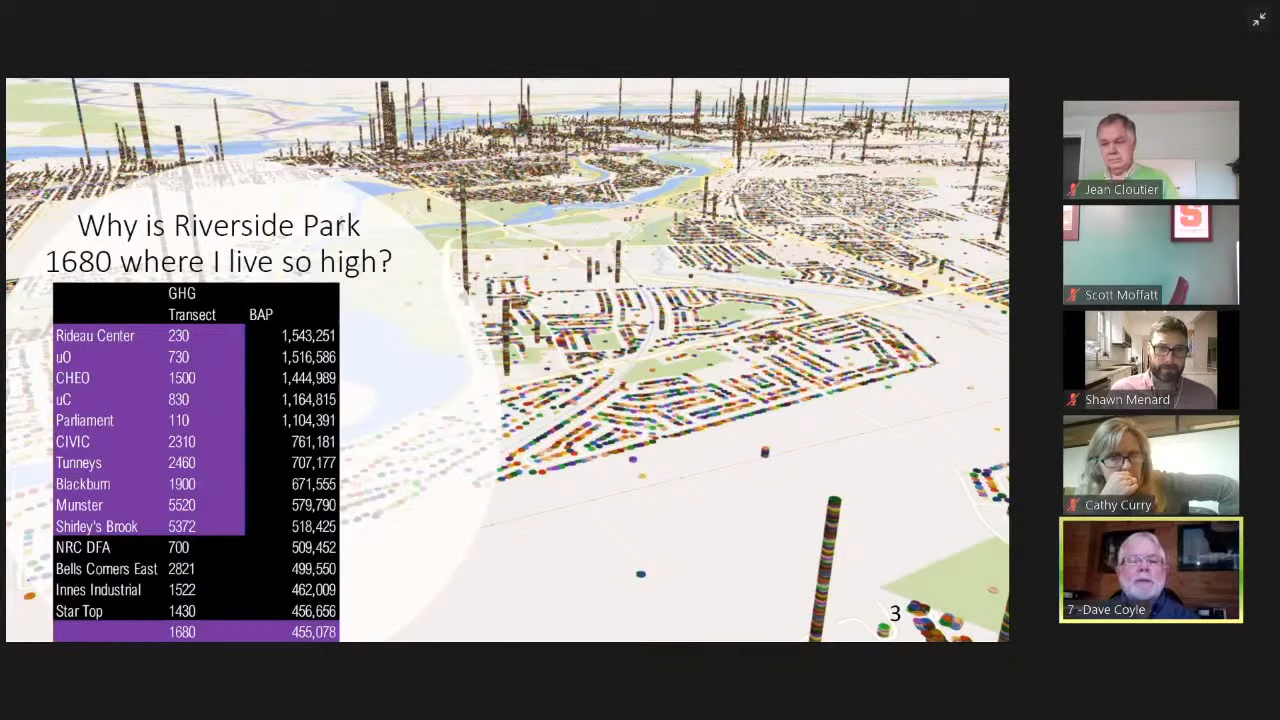 Why is Riverside Park
1680 where I live so high?
GHG
Transect BAP
Rideau Center 230 1,543,251
uO 730 1,516,586
CHEO 1500 1,444,989
uC 830 1,164,815
Parliament 110 1,104,391
CIVIC 2310 761,181
Tunneys 2460 707,177
Blackburn 1900 671,555
Munster 5520 579,790
Shirley's Brook 5372 518,425
NRC DFA 700 509,452
Bells Corners East 2821 499,550
Innes Industrial 1522 462,009
Star Top 1430 456,656
1680 455,078
3
Jean Cloutier
S
Scott Moffatt
Shawn Menard
Cathy Curry
7 -Dave Coyle